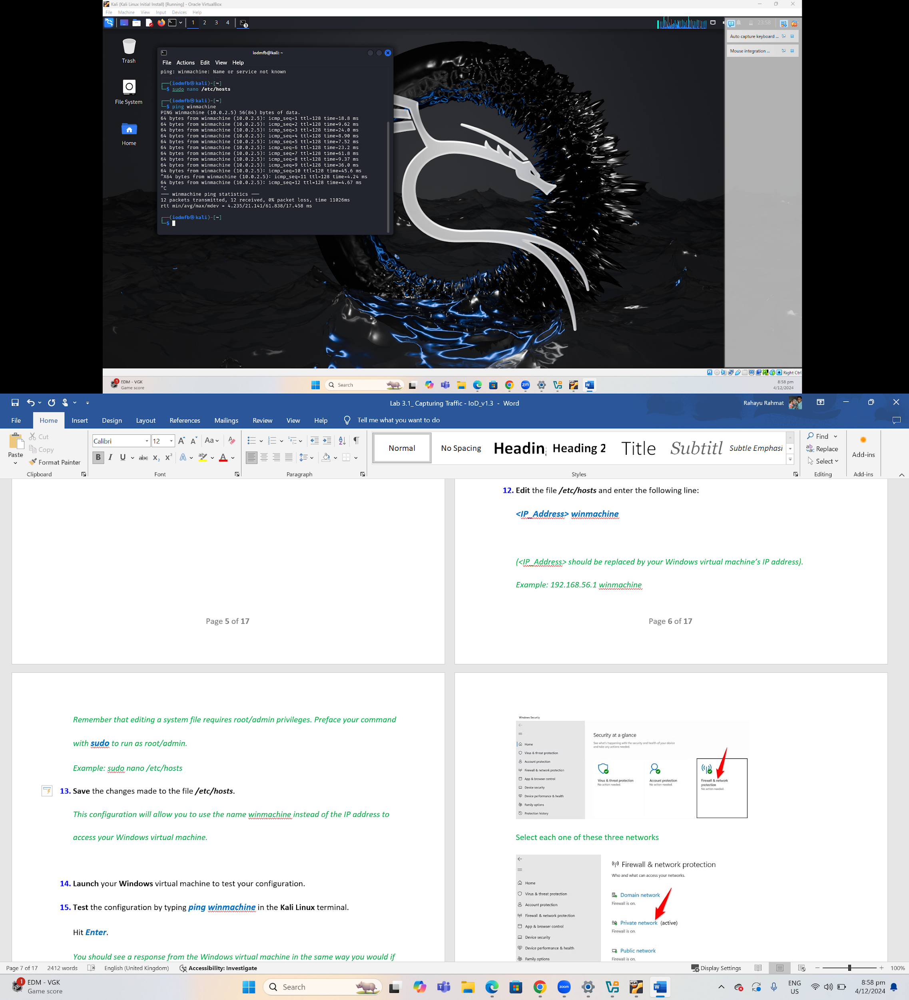 Kali (Kali Linux Initial Install) [Running] - Oracle VirtualBox
File Machine View Input Devices Help
1 2 3 4
23:58
Auto capture keyboard ...
Mouse integration ...
Trash
File System
Home
iodmfb@kali: ~
File Actions Edit View Help
ping: winmachine: Name or service not known
(iodmfb㉿kali)-[~]
$ sudo nano /etc/hosts
(iodmfb㉿kali)-[~]
$ ping winmachine
PING winmachine (10.0.2.5) 56(84) bytes of data.
64 bytes from winmachine (10.0.2.5): icmp_seq=1 ttl=128 time=18.8 ms
64 bytes from winmachine (10.0.2.5): icmp_seq=2 ttl=128 time=9.62 ms
64 bytes from winmachine (10.0.2.5): icmp_seq=3 ttl=128 time=24.0 ms
64 bytes from winmachine (10.0.2.5): icmp_seq=4 ttl=128 time=8.90 ms
64 bytes from winmachine (10.0.2.5): icmp_seq=5 ttl=128 time=7.52 ms
64 bytes from winmachine (10.0.2.5): icmp_seq=6 ttl=128 time=23.2 ms
64 bytes from winmachine (10.0.2.5): icmp_seq=7 ttl=128 time=61.8 ms
64 bytes from winmachine (10.0.2.5): icmp_seq=8 ttl=128 time=9.37 ms
64 bytes from winmachine (10.0.2.5): icmp_seq=9 ttl=128 time=36.0 ms
64 bytes from winmachine (10.0.2.5): icmp_seq=10 ttl=128 time=45.6 ms
^X64 bytes from winmachine (10.0.2.5): icmp_seq=11 ttl=128 time=4.24 ms
64 bytes from winmachine (10.0.2.5): icmp_seq=12 ttl=128 time=4.67 ms
^C
--- winmachine ping statistics ---
12 packets transmitted, 12 received, 0% packet loss, time 11026ms
rtt min/avg/max/mdev = 4.235/21.141/61.838/17.458 ms
(iodmfb㉿kali)-[~]
$
Right Ctrl
1
EDM - VGK
Game score
Search
8:58 pm
4/12/2024
Lab 3.1_ Capturing Traffic - IoD_v1.3 - Word
Rahayu Rahmat
File Home Insert Design Layout References Mailings Review View Help Tell me what you want to do
Paste
Cut
Copy
Format Painter
Clipboard
Calibri 12
Font
Paragraph
Normal
No Spacing
Headin
Heading 2
Title
Subtitl
Subtle Emphasi
Styles
Find
Replace
Select
Editing
Add-ins
Add-ins
Page 5 of 17
12. Edit the file /etc/hosts and enter the following line:
<IP_Address> winmachine
(<IP_Address> should be replaced by your Windows virtual machine's IP address).
Example: 192.168.56.1 winmachine
Page 6 of 17
Remember that editing a system file requires root/admin privileges. Preface your command
with sudo to run as root/admin.
Example: sudo nano /etc/hosts
13. Save the changes made to the file /etc/hosts.
This configuration will allow you to use the name winmachine instead of the IP address to
access your Windows virtual machine.
14. Launch your Windows virtual machine to test your configuration.
15. Test the configuration by typing ping winmachine in the Kali Linux terminal.
Hit Enter.
You should see a response from the Windows virtual machine in the same way you would if
Windows Security
Home
Virus & threat protection
Account protection
Firewall & network protection
App & browser control
Device security
Device performance & health
Family options
Protection history
Security at a glance
See what's happening with the security and health of your device
and take any actions needed.
Virus & threat protection
No action needed.
Account protection
No action needed.
Firewall & network
protection
No action needed.
Select each one of these three networks
Home
Virus & threat protection
Account protection
Firewall & network protection
App & browser control
Device security
Device performance & health
Family options
Firewall & network protection
Who and what can access your networks.
Domain network
Firewall is on.
Private network (active)
Firewall is on.
Public network
Firewall is on.
Page 7 of 17
2412 words
English (United Kingdom)
Accessibility: Investigate
Display Settings
100%
1
EDM - VGK
Game score
Search
ENG
US
8:58 pm
4/12/2024